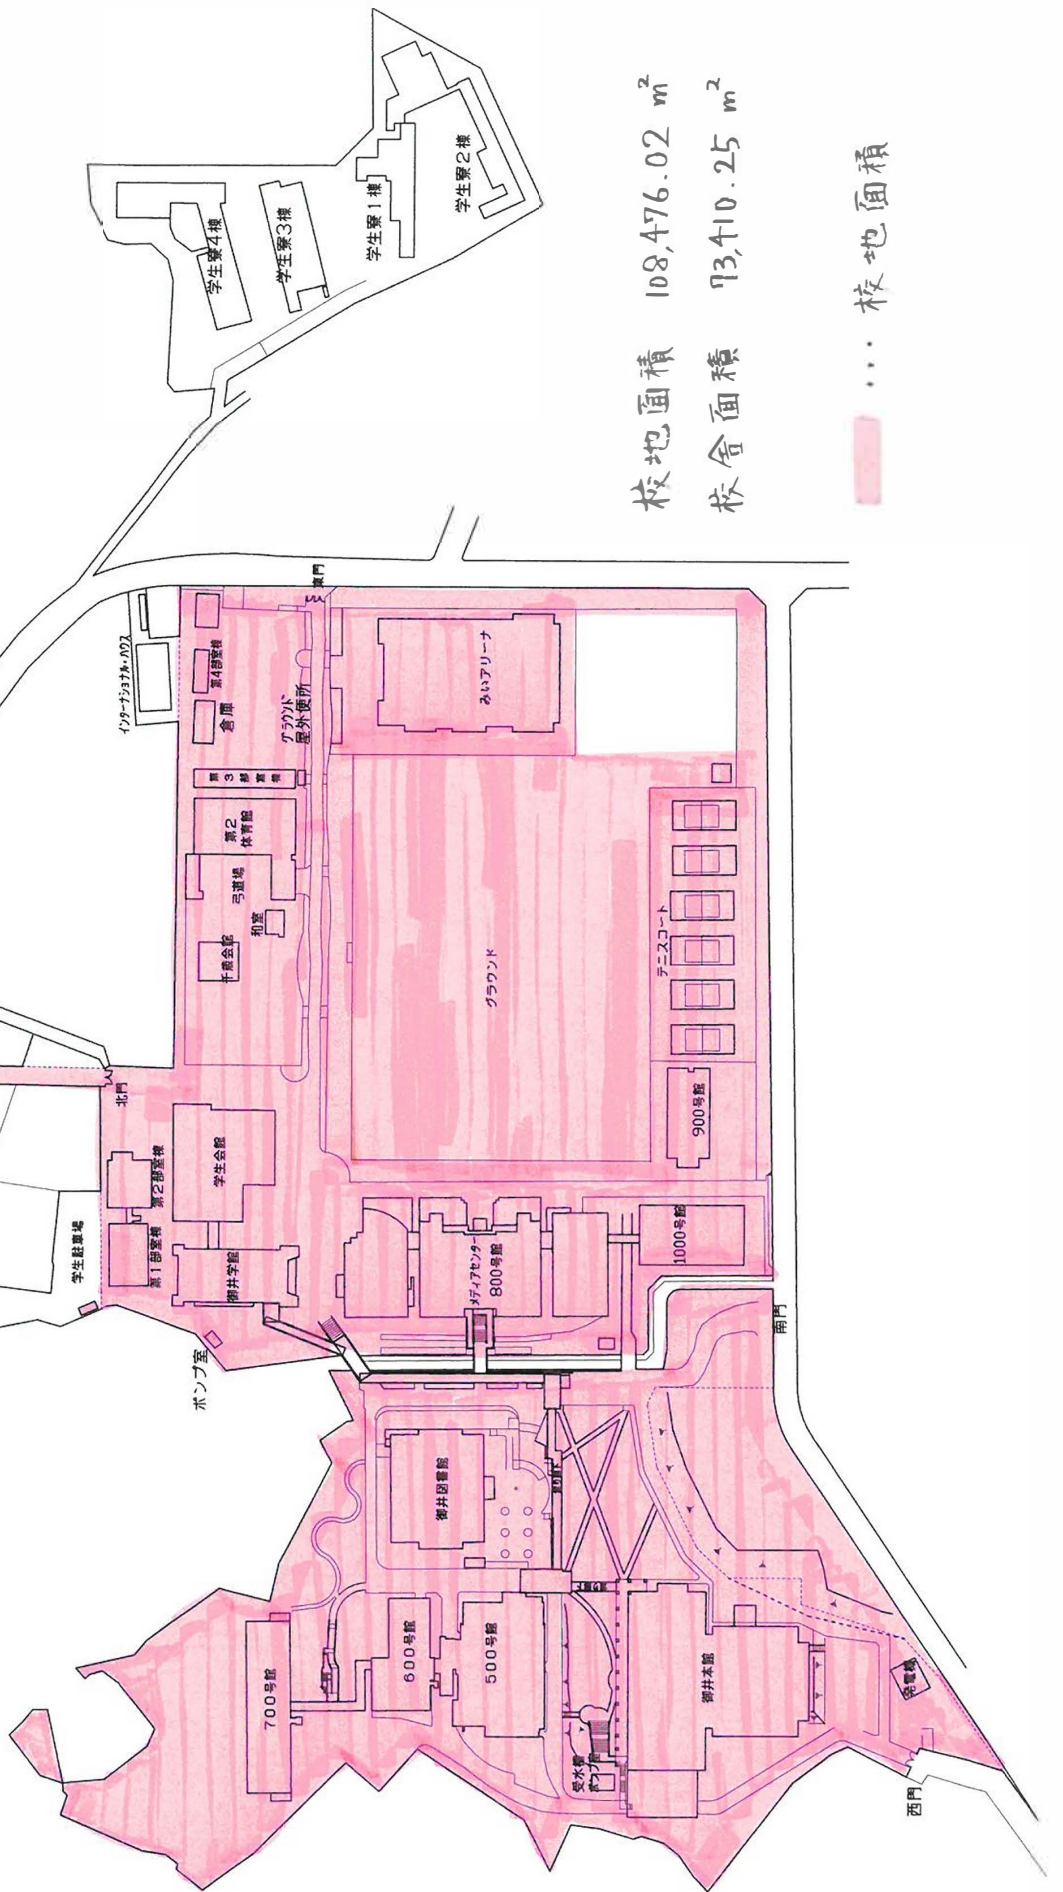 校地面積 108,476.02 m²
校舎面積 73,410.25 m²
… 校地面積
学生寮4棟
学生寮3棟
学生寮1棟
学生寮2棟
インターナショナル・ハウス
東門
第4部室棟
倉庫
グラウンド
屋外便所
みいアリーナ
第3部室棟
第2
体育館
弓道場
和室
千歳会館
グラウンド
テニスコート
北門
900号館
学生会館
第2部室棟
第1部室棟
学生駐車場
御井学館
メディアセンター
800号館
1000号館
南門
ポンプ室
御井図書館
700号館
600号館
500号館
御井本館
受水槽
ポンプ室
発電機
西門